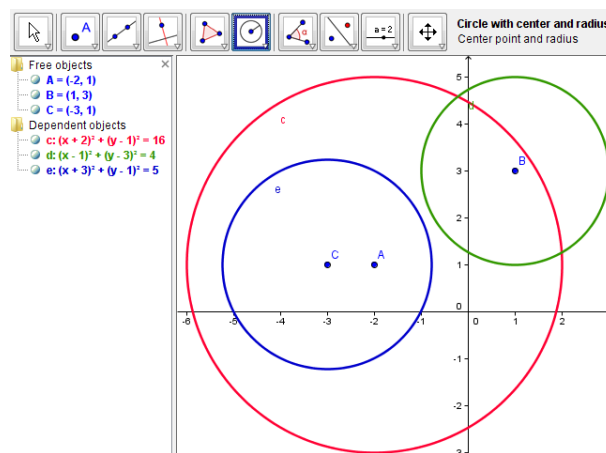 A
α
a = 2
Circle with center and radius
Center point and radius
Free objects
A = (-2, 1)
B = (1, 3)
C = (-3, 1)
Dependent objects
c: (x + 2)² + (y - 1)² = 16
d: (x - 1)² + (y - 3)² = 4
e: (x + 3)² + (y - 1)² = 5
5
d
c
4
B
3
e
2
C
A
1
0
-6
-5
-4
-3
-2
-1
0
1
2
-1
-2
-3